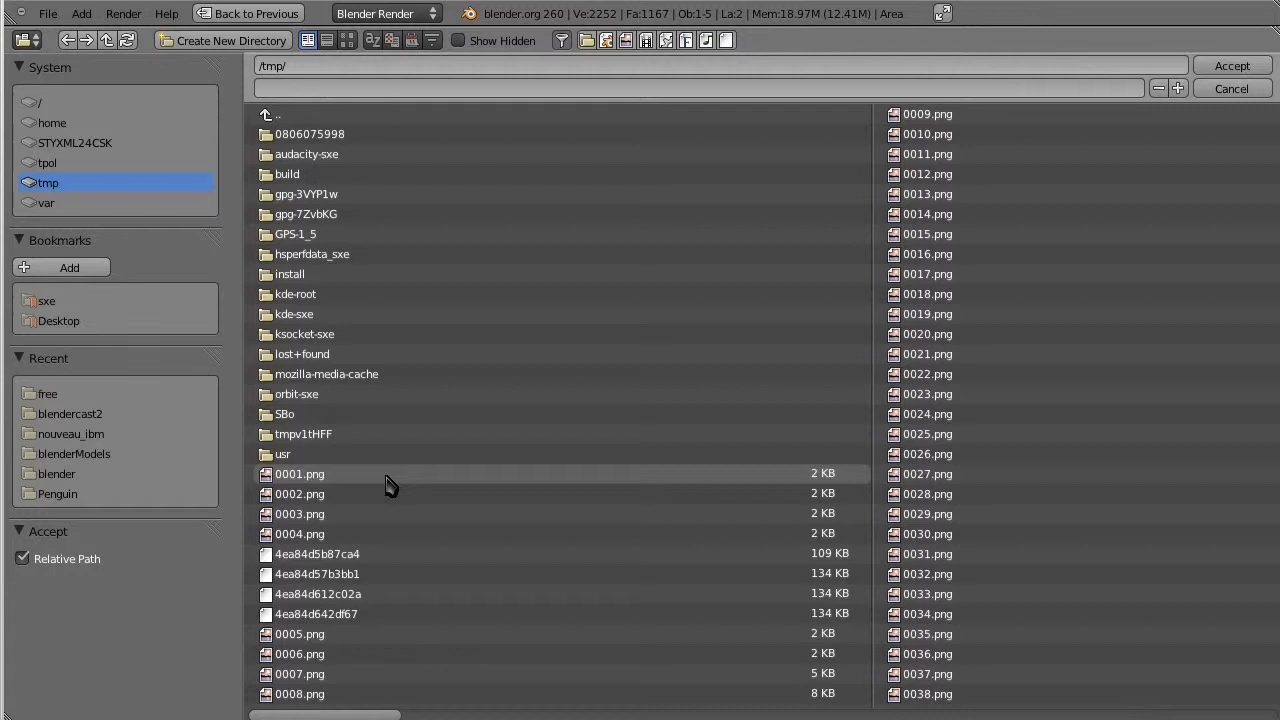 File Add Render Help Back to Previous Blender Render blender.org 260 | Ve:2252 | Fa:1167 | Ob:1-5 | La:2 | Mem:18.97M (12.41M) | Area
Create New Directory Show Hidden
System
/
home
STYXML24CSK
tpol
tmp
var
Bookmarks
Add
sxe
Desktop
Recent
free
blendercast2
nouveau_ibm
blenderModels
blender
Penguin
Accept
Relative Path
/tmp/ Accept
Cancel
..
0806075998
audacity-sxe
build
gpg-3VYP1w
gpg-7ZvbKG
GPS-1_5
hsperfdata_sxe
install
kde-root
kde-sxe
ksocket-sxe
lost+found
mozilla-media-cache
orbit-sxe
SBo
tmpv1tHFF
usr
0001.png 2 KB
0002.png 2 KB
0003.png 2 KB
0004.png 2 KB
4ea84d5b87ca4 109 KB
4ea84d57b3bb1 134 KB
4ea84d612c02a 134 KB
4ea84d642df67 134 KB
0005.png 2 KB
0006.png 2 KB
0007.png 5 KB
0008.png 8 KB
0009.png
0010.png
0011.png
0012.png
0013.png
0014.png
0015.png
0016.png
0017.png
0018.png
0019.png
0020.png
0021.png
0022.png
0023.png
0024.png
0025.png
0026.png
0027.png
0028.png
0029.png
0030.png
0031.png
0032.png
0033.png
0034.png
0035.png
0036.png
0037.png
0038.png